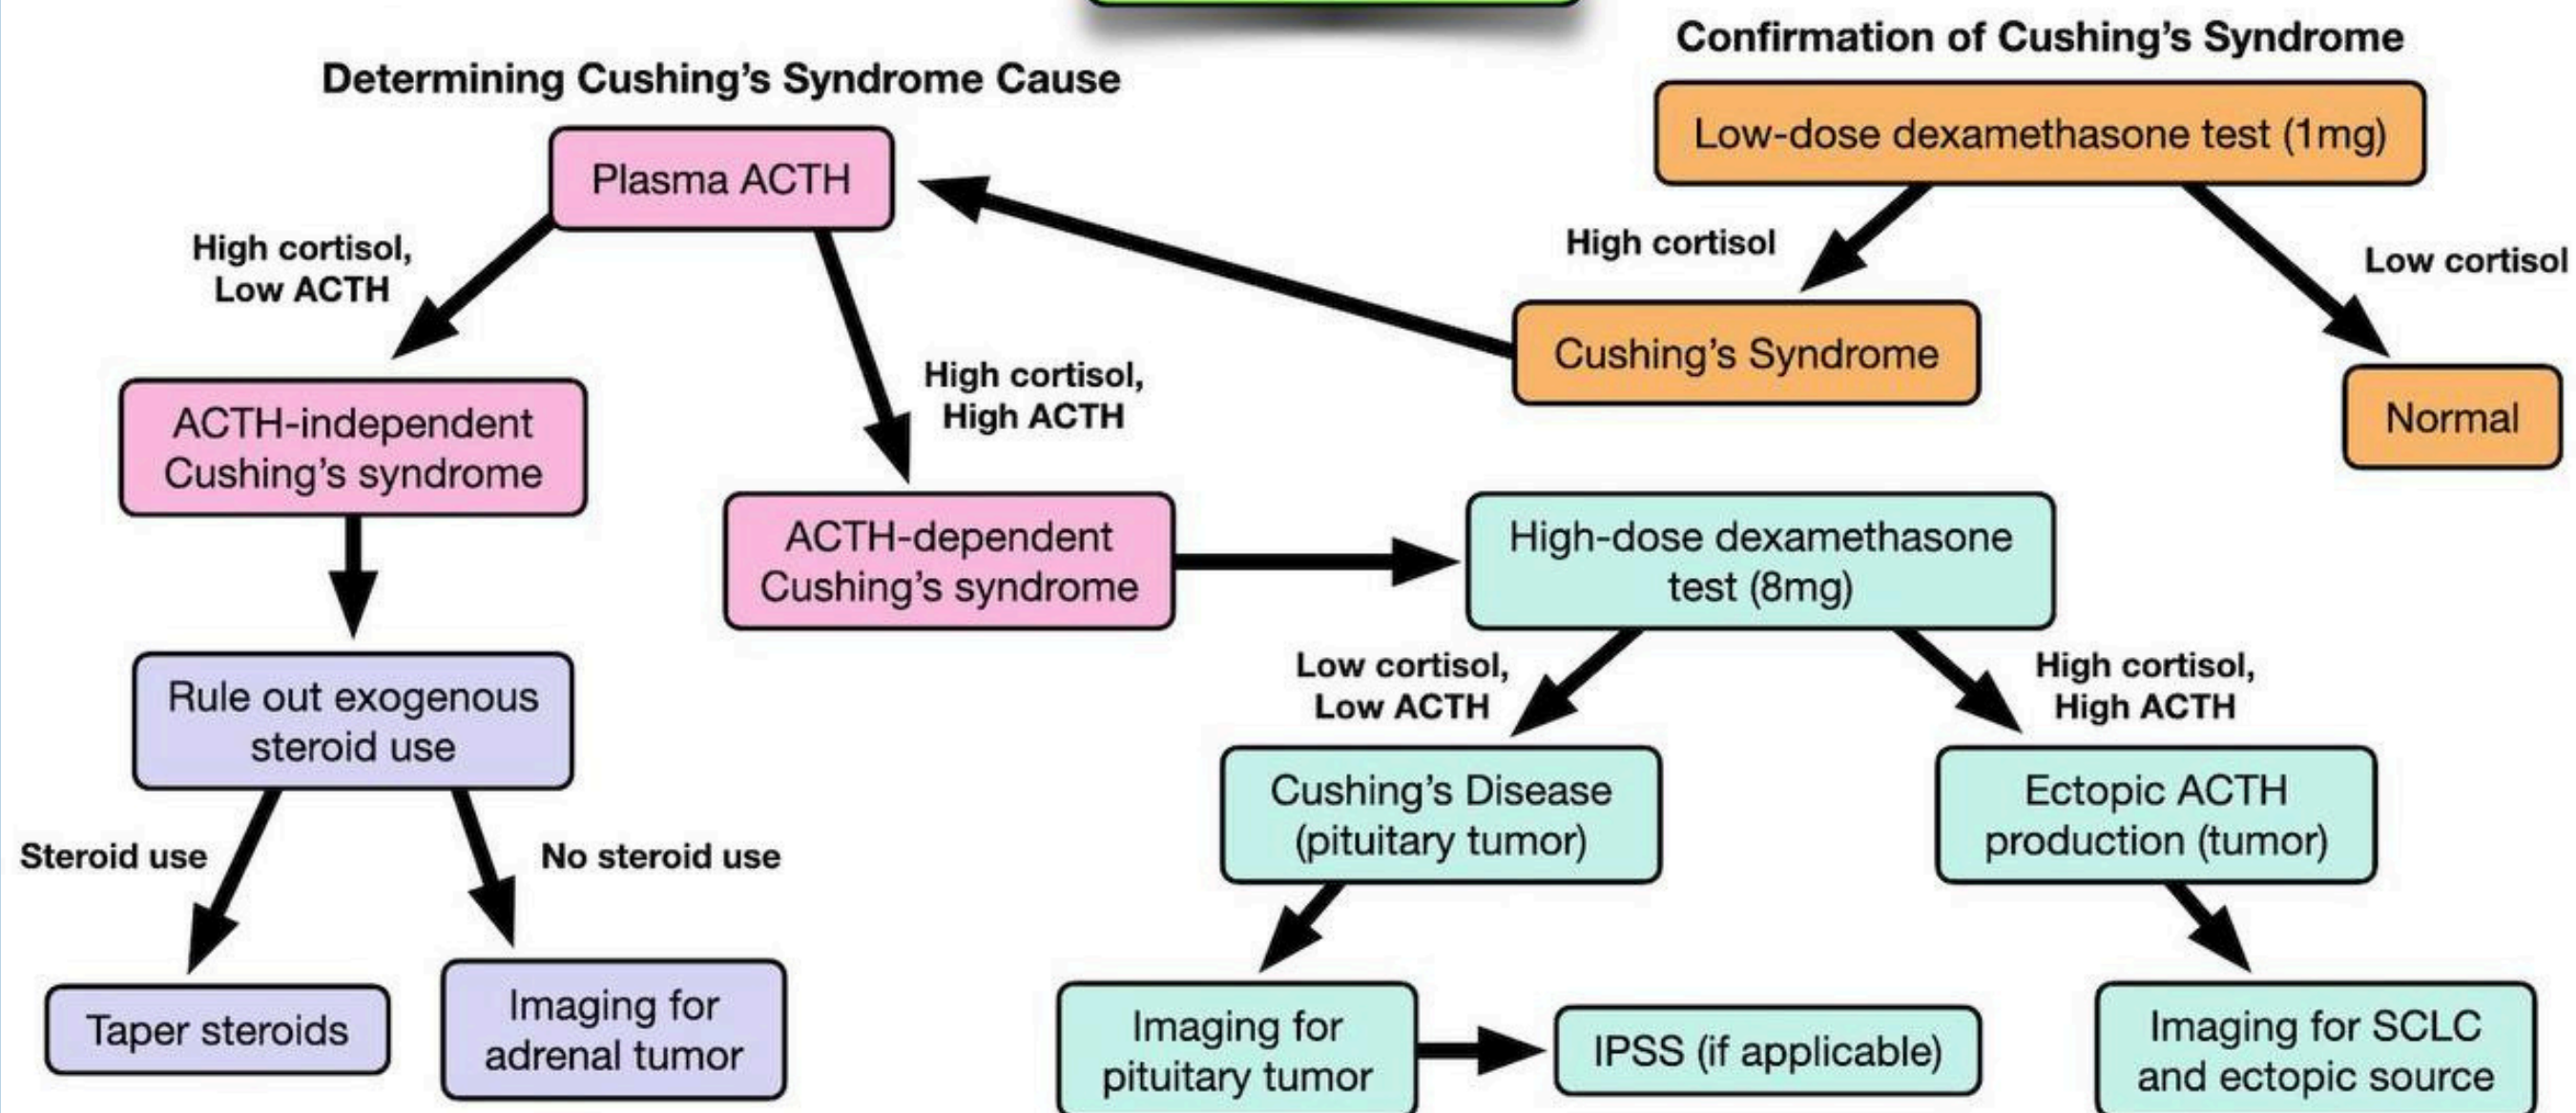 Confirmation of Cushing's Syndrome
Low-dose dexamethasone test (1mg)
High cortisol
Low cortisol
Cushing's Syndrome
Normal
Determining Cushing's Syndrome Cause
Plasma ACTH
High cortisol,
Low ACTH
High cortisol,
High ACTH
ACTH-independent
Cushing's syndrome
ACTH-dependent
Cushing's syndrome
Rule out exogenous
steroid use
Steroid use
No steroid use
Taper steroids
Imaging for
adrenal tumor
High-dose dexamethasone
test (8mg)
Low cortisol,
Low ACTH
High cortisol,
High ACTH
Cushing's Disease
(pituitary tumor)
Ectopic ACTH
production (tumor)
Imaging for
pituitary tumor
IPSS (if applicable)
Imaging for SCLC
and ectopic source